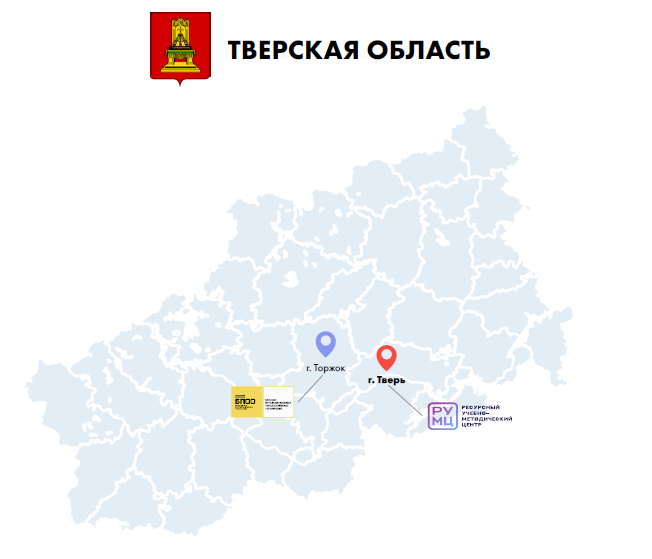 ТВЕРСКАЯ ОБЛАСТЬ
г. Торжок
г. Тверь
БПОО
РУ
МЦ
РЕСУРСНЫЙ
УЧЕБНО-
МЕТОДИЧЕСКИЙ
ЦЕНТР